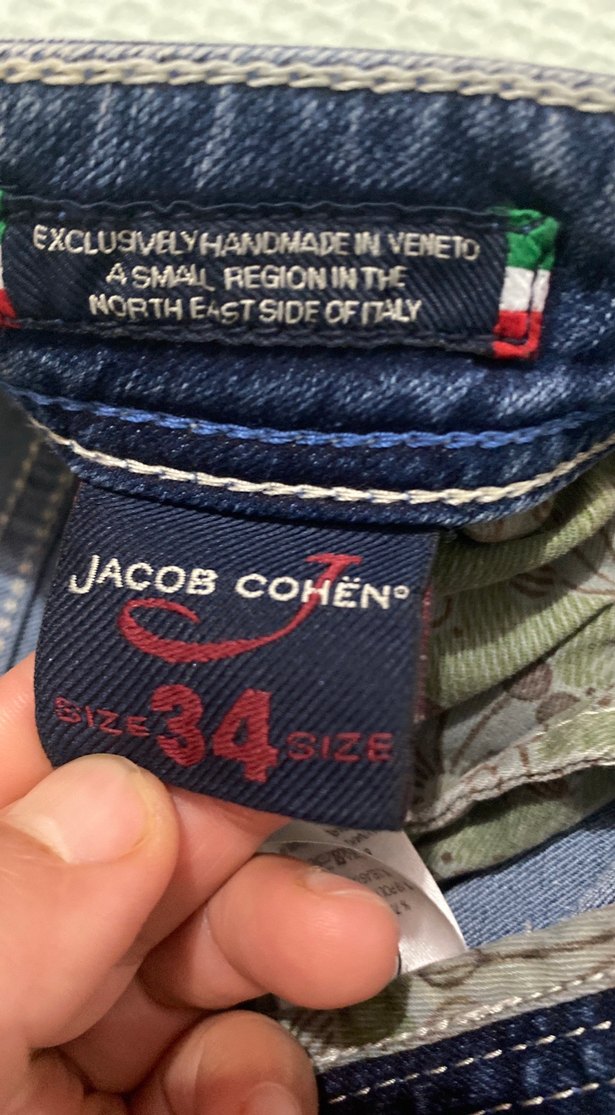 EXCLUSIVELY HANDMADE IN VENETO
A SMALL REGION IN THE
NORTH EAST SIDE OF ITALY
JACOB COHËN
J
SIZE 34 SIZE